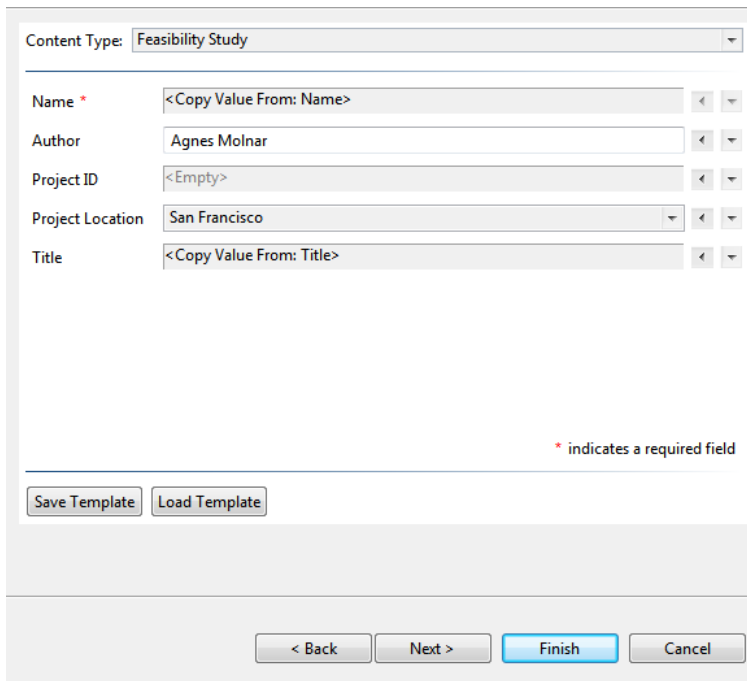 Content Type: Feasibility Study
Name * <Copy Value From: Name>
Author Agnes Molnar
Project ID <Empty>
Project Location San Francisco
Title <Copy Value From: Title>
* indicates a required field
Save Template Load Template
< Back Next > Finish Cancel